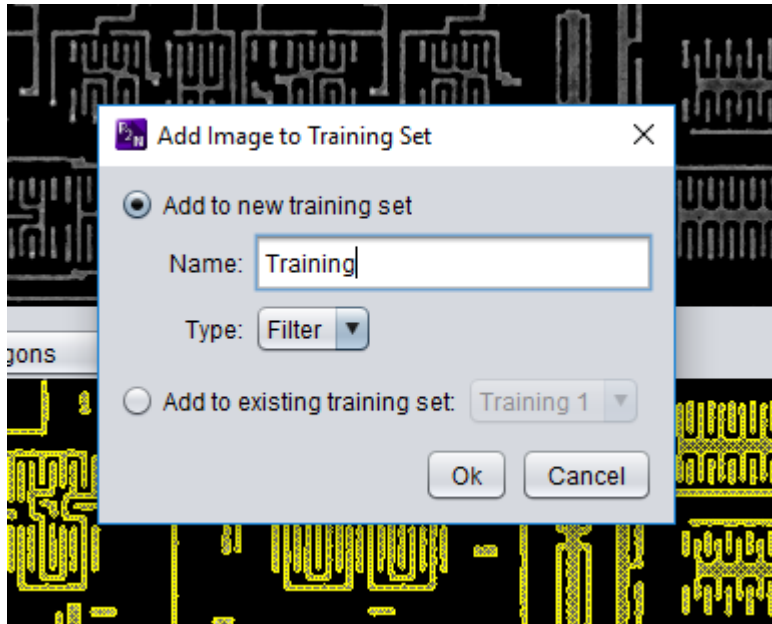 P2N Add Image to Training Set
Add to new training set
Name: Training
Type: Filter
gons
Add to existing training set: Training 1
Ok Cancel